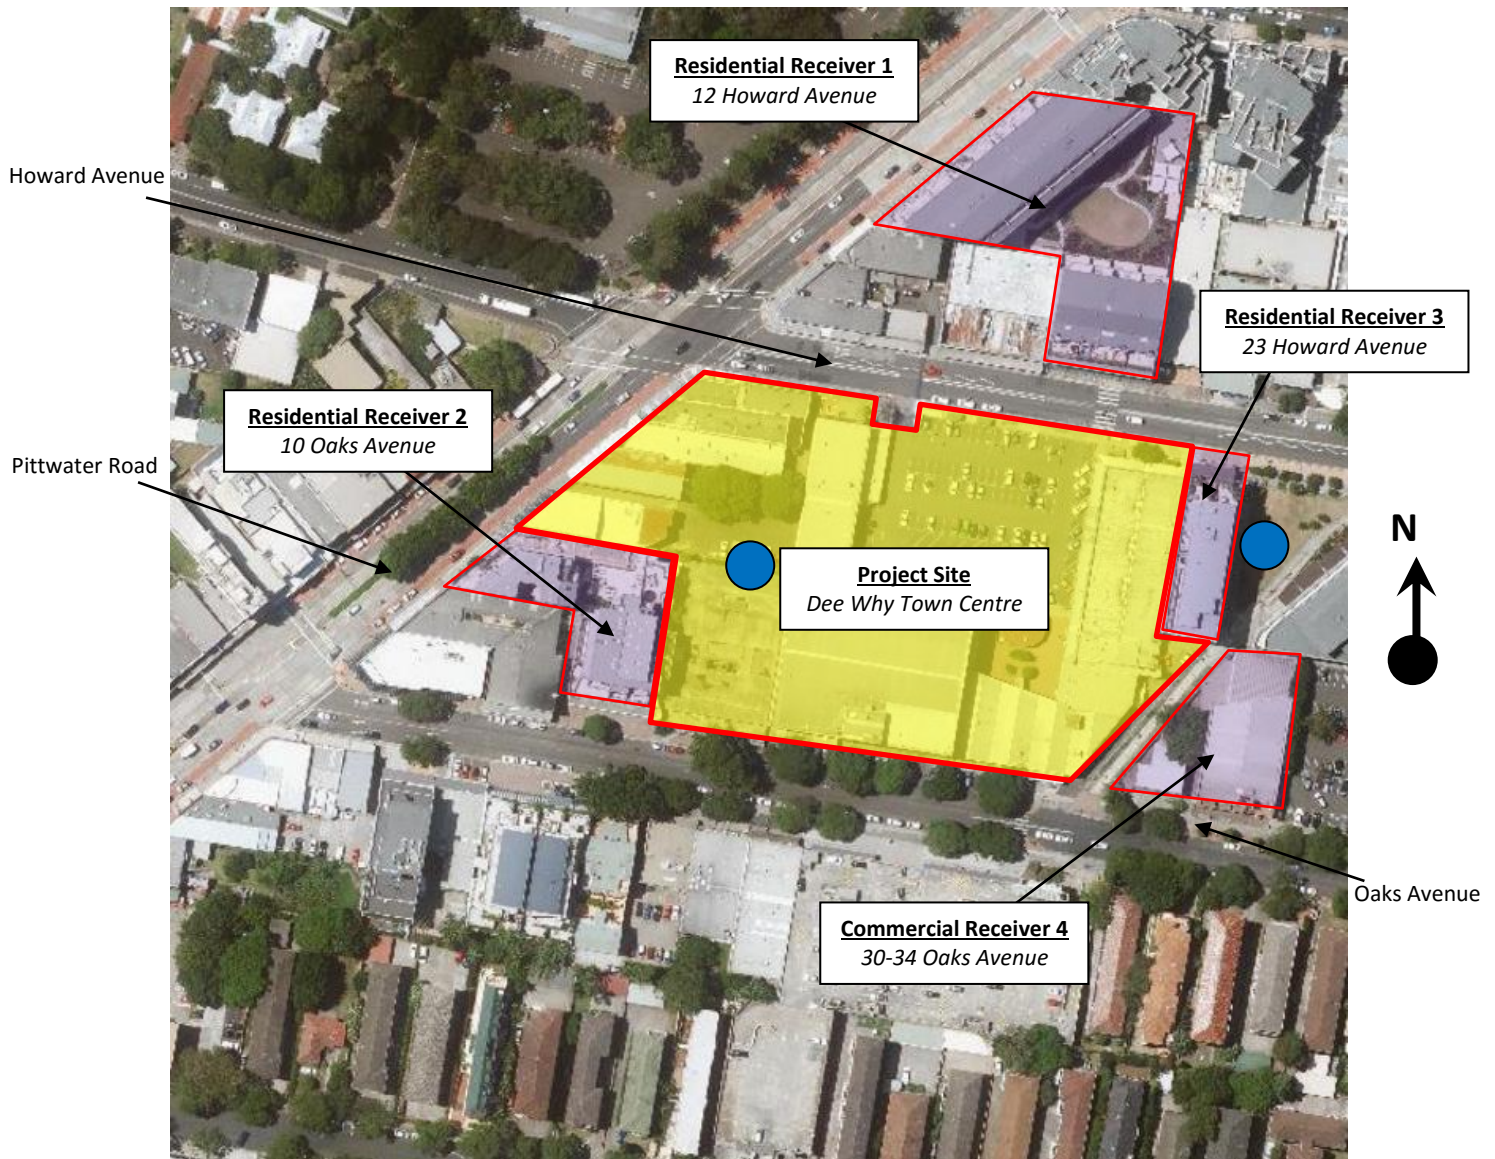 Residential Receiver 1
12 Howard Avenue
Howard Avenue
Residential Receiver 3
23 Howard Avenue
Residential Receiver 2
10 Oaks Avenue
Pittwater Road
N
Project Site
Dee Why Town Centre
Oaks Avenue
Commercial Receiver 4
30-34 Oaks Avenue